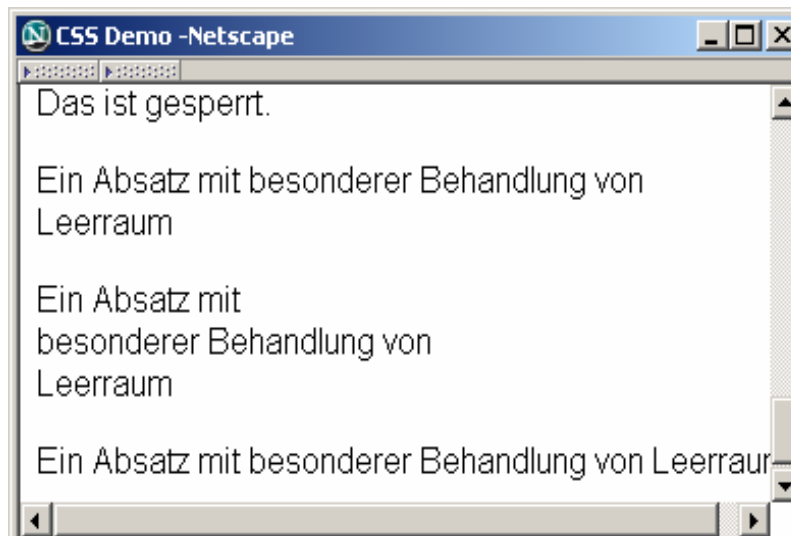 CSS Demo -Netscape
Das ist gesperrt.
Ein Absatz mit besonderer Behandlung von
Leerraum
Ein Absatz mit
besonderer Behandlung von
Leerraum
Ein Absatz mit besonderer Behandlung von Leerraum